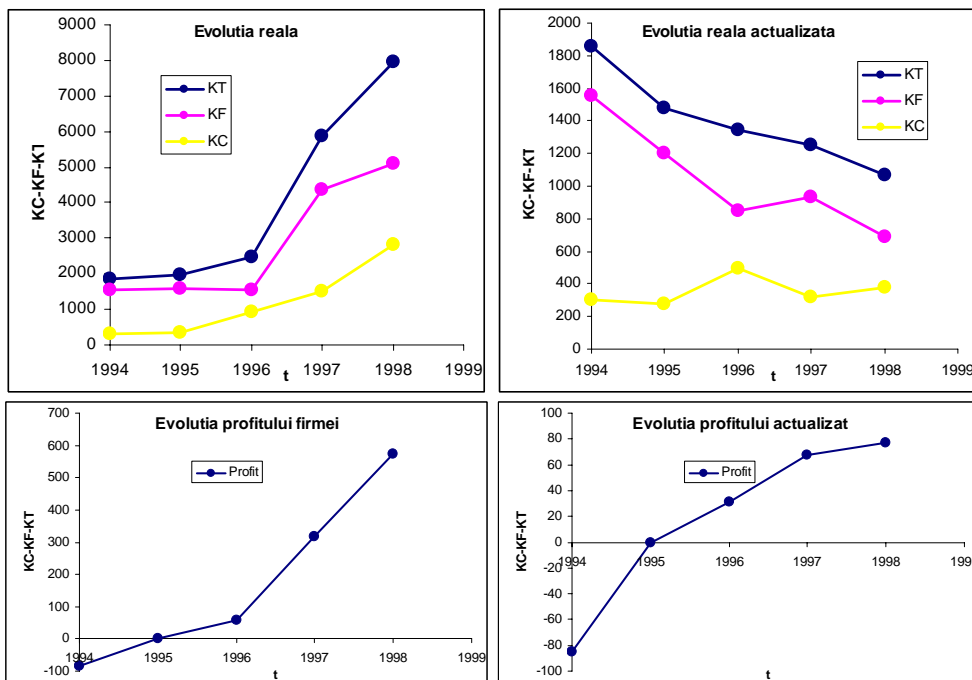 Evolutia reala
KC-KF-KT
9000
8000
7000
6000
5000
4000
3000
2000
1000
0
KT
KF
KC
1994 1995 1996 1997 1998 1999
t
Evolutia reala actualizata
KC-KF-KT
2000
1800
1600
1400
1200
1000
800
600
400
200
0
KT
KF
KC
1994 1995 1996 1997 1998 1999
t
Evolutia profitului firmei
KC-KF-KT
700
600
500
400
300
200
100
0
-100
Profit
1994 1995 1996 1997 1998 1999
t
Evolutia profitului actualizat
KC-KF-KT
100
80
60
40
20
0
-20
-40
-60
-80
-100
Profit
1994 1995 1996 1997 1998 199
t